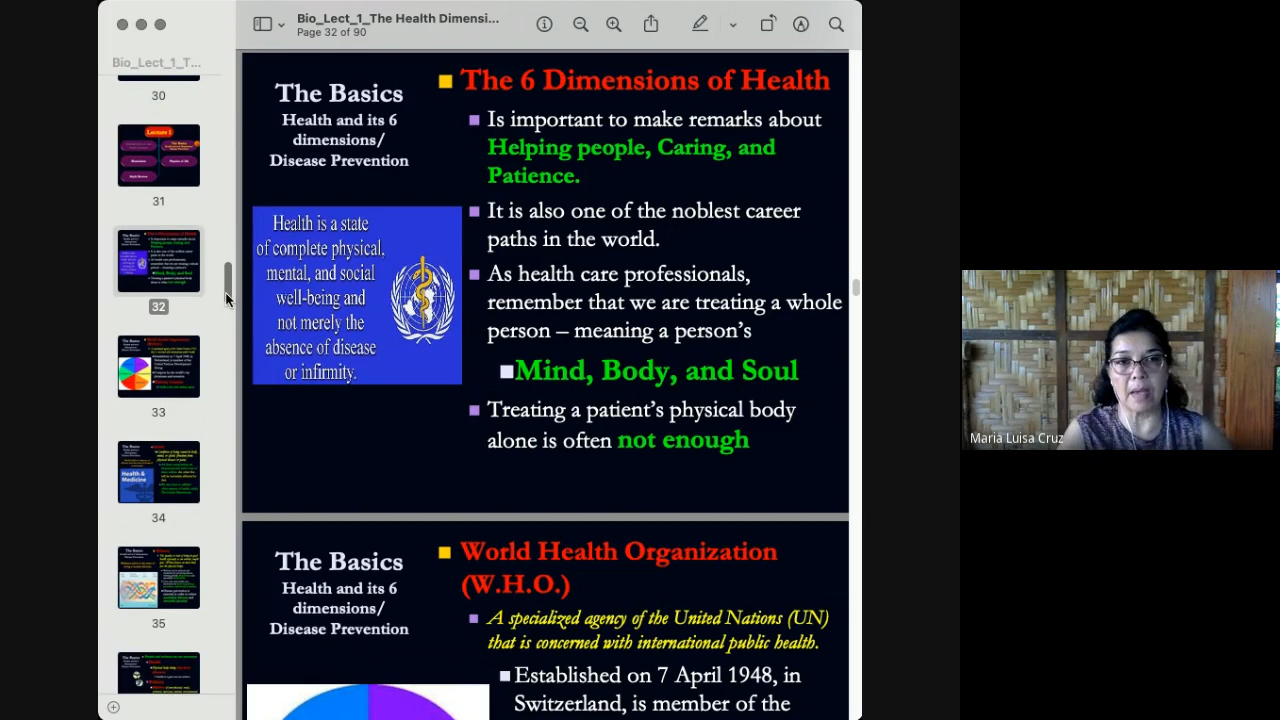 Bio_Lect_1_The Health Dimensi...
Page 32 of 90
Bio_Lect_1_T...
30
Lecture 1
31
32
33
34
Health &
Medicine
35
The Basics
Health and its 6
dimensions/
Disease Prevention
Health is a state
of complete physical,
mental, social
well-being and
not merely the
absence of disease
or infinity.
The 6 Dimensions of Health
Is important to make remarks about
Helping people, Caring, and
Patience.
It is also one of the noblest career
paths in the world.
As healthcare professionals,
remember that we are treating a whole
person – meaning a person's
Mind, Body, and Soul
Treating a patient's physical body
alone is often not enough
The Basics
Health and its 6
dimensions/
Disease Prevention
World Health Organization
(W.H.O.)
A specialized agency of the United Nations (UN)
that is concerned with international public health.
Established on 7 April 1948, in
Switzerland, is member of the
Maria Luisa Cruz